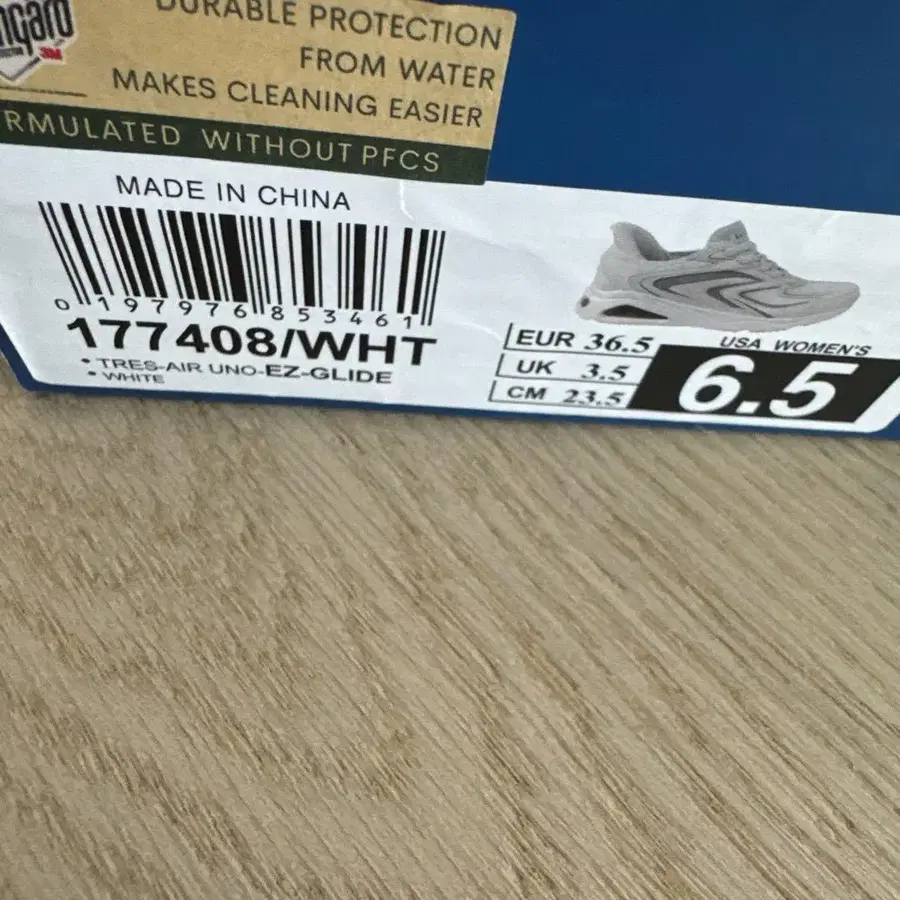 DURABLE PROTECTION
FROM WATER
MAKES CLEANING EASIER
3M
RMULATED WITHOUT PFCS
MADE IN CHINA
0 197976 853461
177408/WHT
• TRES-AIR UNO-EZ-GLIDE
• WHITE
EUR 36.5
UK 3.5
CM 23.5
USA WOMEN'S
6.5